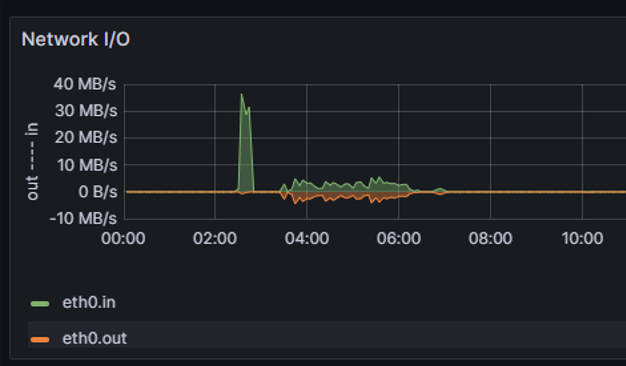 Network I/O
out ---- in
40 MB/s
30 MB/s
20 MB/s
10 MB/s
0 B/s
-10 MB/s
00:00 02:00 04:00 06:00 08:00 10:00
eth0.in
eth0.out